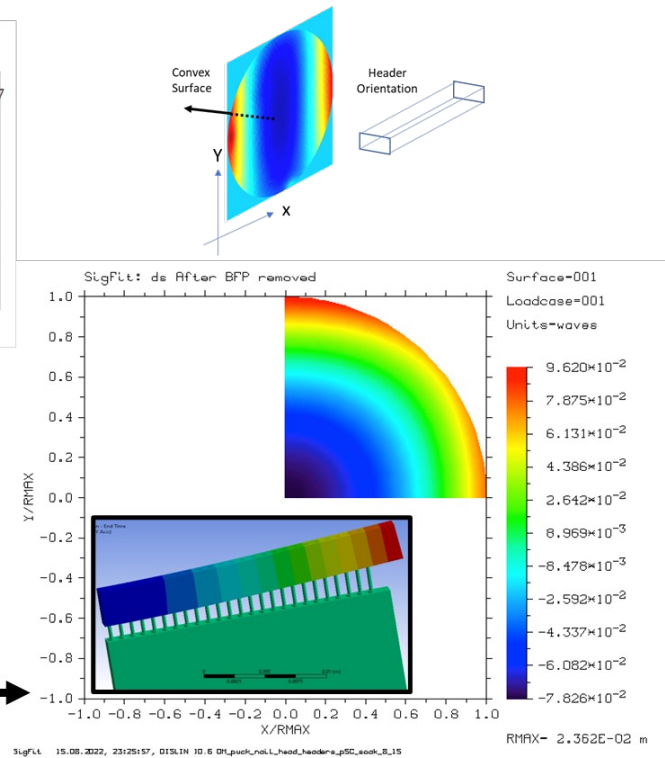 Convex
Surface
Header
Orientation
Y
X
SigFit: ds After BFP removed
Surface=001
Loadcase=001
Units=waves
1.0
0.8
0.6
0.4
0.2
0.0
-0.2
-0.4
-0.6
-0.8
-1.0
Y/RMAX
-1.0 -0.8 -0.6 -0.4 -0.2 0.0 0.2 0.4 0.6 0.8 1.0
X/RMAX
9.620×10-2
7.875×10-2
6.131×10-2
4.386×10-2
2.642×10-2
8.969×10-3
-8.478×10-3
-2.592×10-2
-4.337×10-2
-6.082×10-2
-7.826×10-2
RMAX= 2.362E-02 m
SigFit 15.08.2022, 23:25:57, DISLIN 10.6